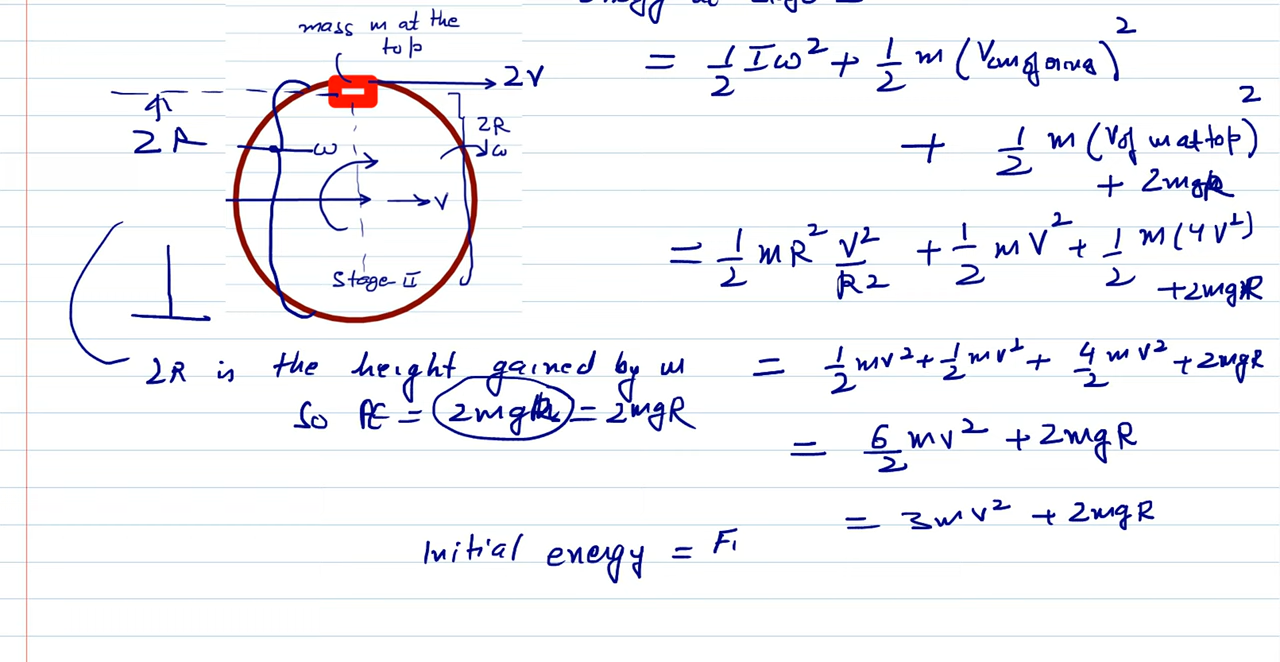 mass m at the
top
2V
2R
ω
2R
ω
V
Stage-II
2R is the height gained by m
So PE = 2mgR = 2mgR
= 1/2 Iω² + 1/2 m (Vcm of ring)²
+ 1/2 m (V of m at top)²
+ 2mgR
= 1/2 mR² V²/R² + 1/2 mV² + 1/2 m(4V²)
+2mgR
= 1/2 mv² + 1/2 mv² + 4/2 mv² + 2mgR
= 6/2 mv² + 2mgR
= 3mv² + 2mgR
Initial energy = Fi